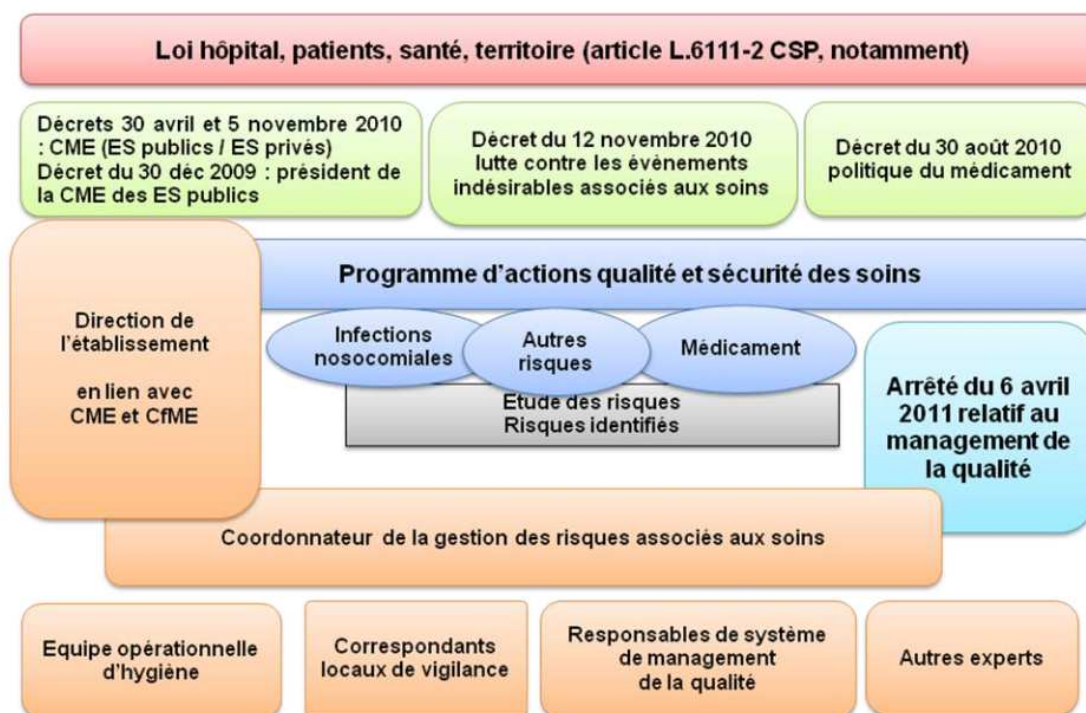 Loi hôpital, patients, santé, territoire (article L.6111-2 CSP, notamment)
Décrets 30 avril et 5 novembre 2010
: CME (ES publics / ES privés)
Décret du 30 déc 2009 : président de
la CME des ES publics
Décret du 12 novembre 2010
lutte contre les évènements
indésirables associés aux soins
Décret du 30 août 2010
politique du médicament
Programme d'actions qualité et sécurité des soins
Direction de
l'établissement
en lien avec
CME et CfME
Infections
nosocomiales
Autres
risques
Médicament
Etude des risques
Risques identifiés
Arrêté du 6 avril
2011 relatif au
management de
la qualité
Coordonnateur de la gestion des risques associés aux soins
Equipe opérationnelle
d'hygiène
Correspondants
locaux de vigilance
Responsables de système
de management
de la qualité
Autres experts